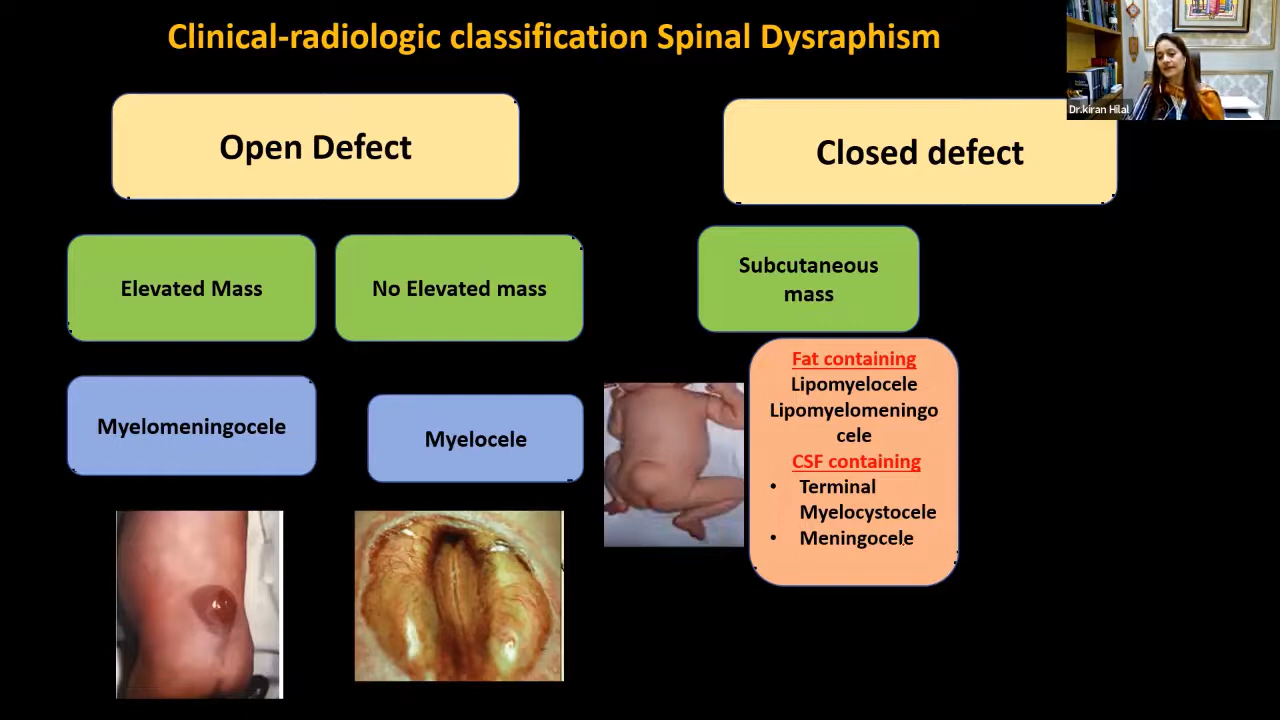 Clinical-radiologic classification Spinal Dysraphism
Dr.kiran Hilal
Open Defect
Closed defect
Elevated Mass
No Elevated mass
Subcutaneous
mass
Myelomeningocele
Myelocele
Fat containing
Lipomyelocele
Lipomyelomeningo
cele
CSF containing
• Terminal
Myelocystocele
• Meningocele